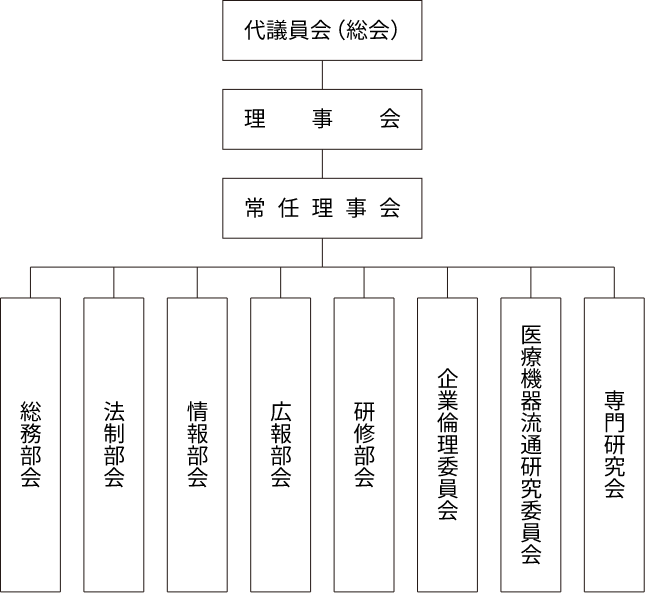 代議員会（総会）
理事会
常任理事会
総務部会
法制部会
情報部会
広報部会
研修部会
企業倫理委員会
医療機器流通研究委員会
専門研究会